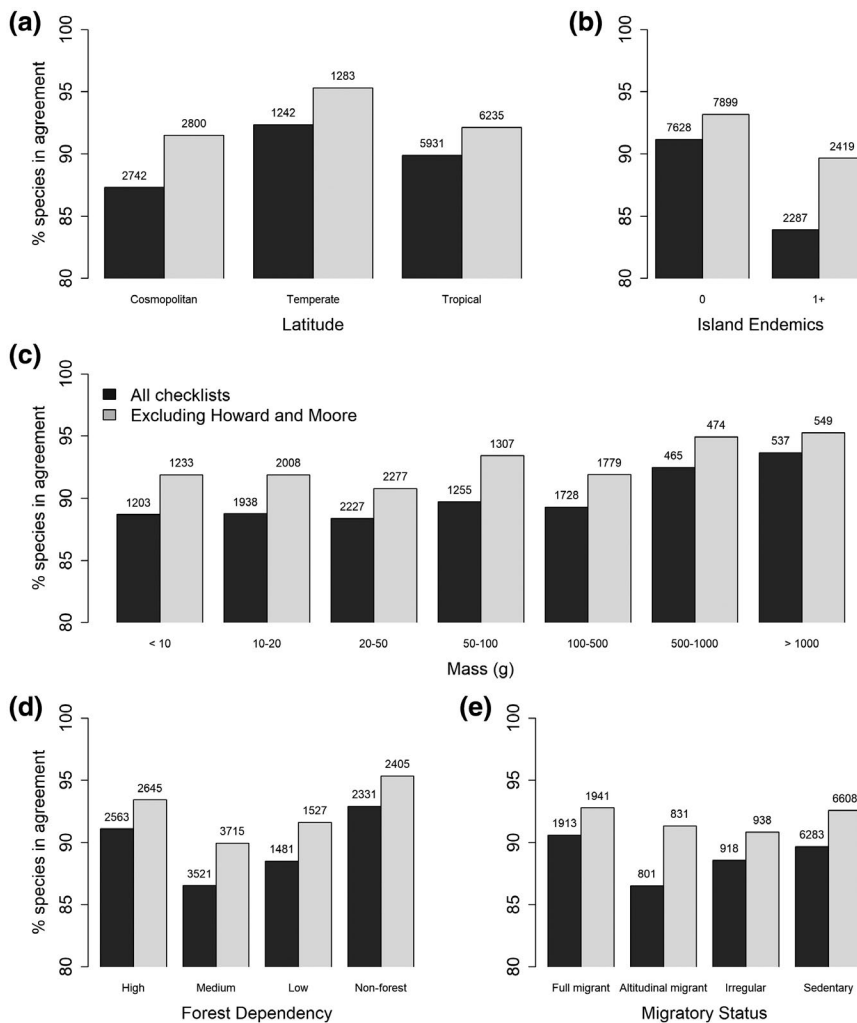 (a)
100
95
90
85
80
% species in agreement
2742
2800
1242
1283
5931
6235
Cosmopolitan
Temperate
Tropical
Latitude
(b)
100
95
90
85
80
7628
7899
2287
2419
0
1+
Island Endemics
(c)
All checklists
Excluding Howard and Moore
100
95
90
85
80
% species in agreement
1203
1233
1938
2008
2227
2277
1255
1307
1728
1779
465
474
537
549
< 10
10-20
20-50
50-100
100-500
500-1000
> 1000
Mass (g)
(d)
100
95
90
85
80
% species in agreement
2563
2645
3521
3715
1481
1527
2331
2405
High
Medium
Low
Non-forest
Forest Dependency
(e)
100
95
90
85
80
1913
1941
801
831
918
938
6283
6608
Full migrant
Altitudinal migrant
Irregular
Sedentary
Migratory Status